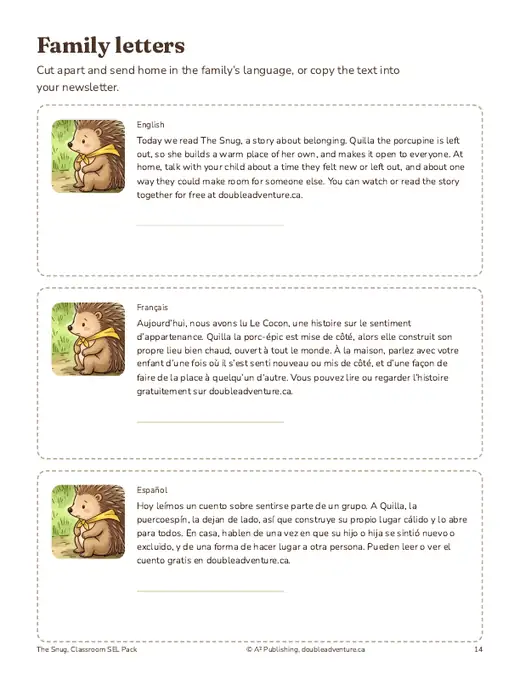 Family letters
Cut apart and send home in the family's language, or copy the text into
your newsletter.
English
Today we read The Snug, a story about belonging. Quilla the porcupine is left
out, so she builds a warm place of her own, and makes it open to everyone. At
home, talk with your child about a time they felt new or left out, and about one
way they could make room for someone else. You can watch or read the story
together for free at doubleadventure.ca.
Français
Aujourd'hui, nous avons lu Le Cocon, une histoire sur le sentiment
d'appartenance. Quilla la porc-épic est mise de côté, alors elle construit son
propre lieu bien chaud, ouvert à tout le monde. À la maison, parlez avec votre
enfant d'une fois où il s'est senti nouveau ou mis de côté, et d'une façon de
faire de la place à quelqu'un d'autre. Vous pouvez lire ou regarder l'histoire
gratuitement sur doubleadventure.ca.
Español
Hoy leímos un cuento sobre sentirse parte de un grupo. A Quilla, la
puercoespín, la dejan de lado, así que construye su propio lugar cálido y lo abre
para todos. En casa, hablen de una vez en que su hijo o hija se sintió nuevo o
excluido, y de una forma de hacer lugar a otra persona. Pueden leer o ver el
cuento gratis en doubleadventure.ca.
The Snug, Classroom SEL Pack
© A² Publishing, doubleadventure.ca
14